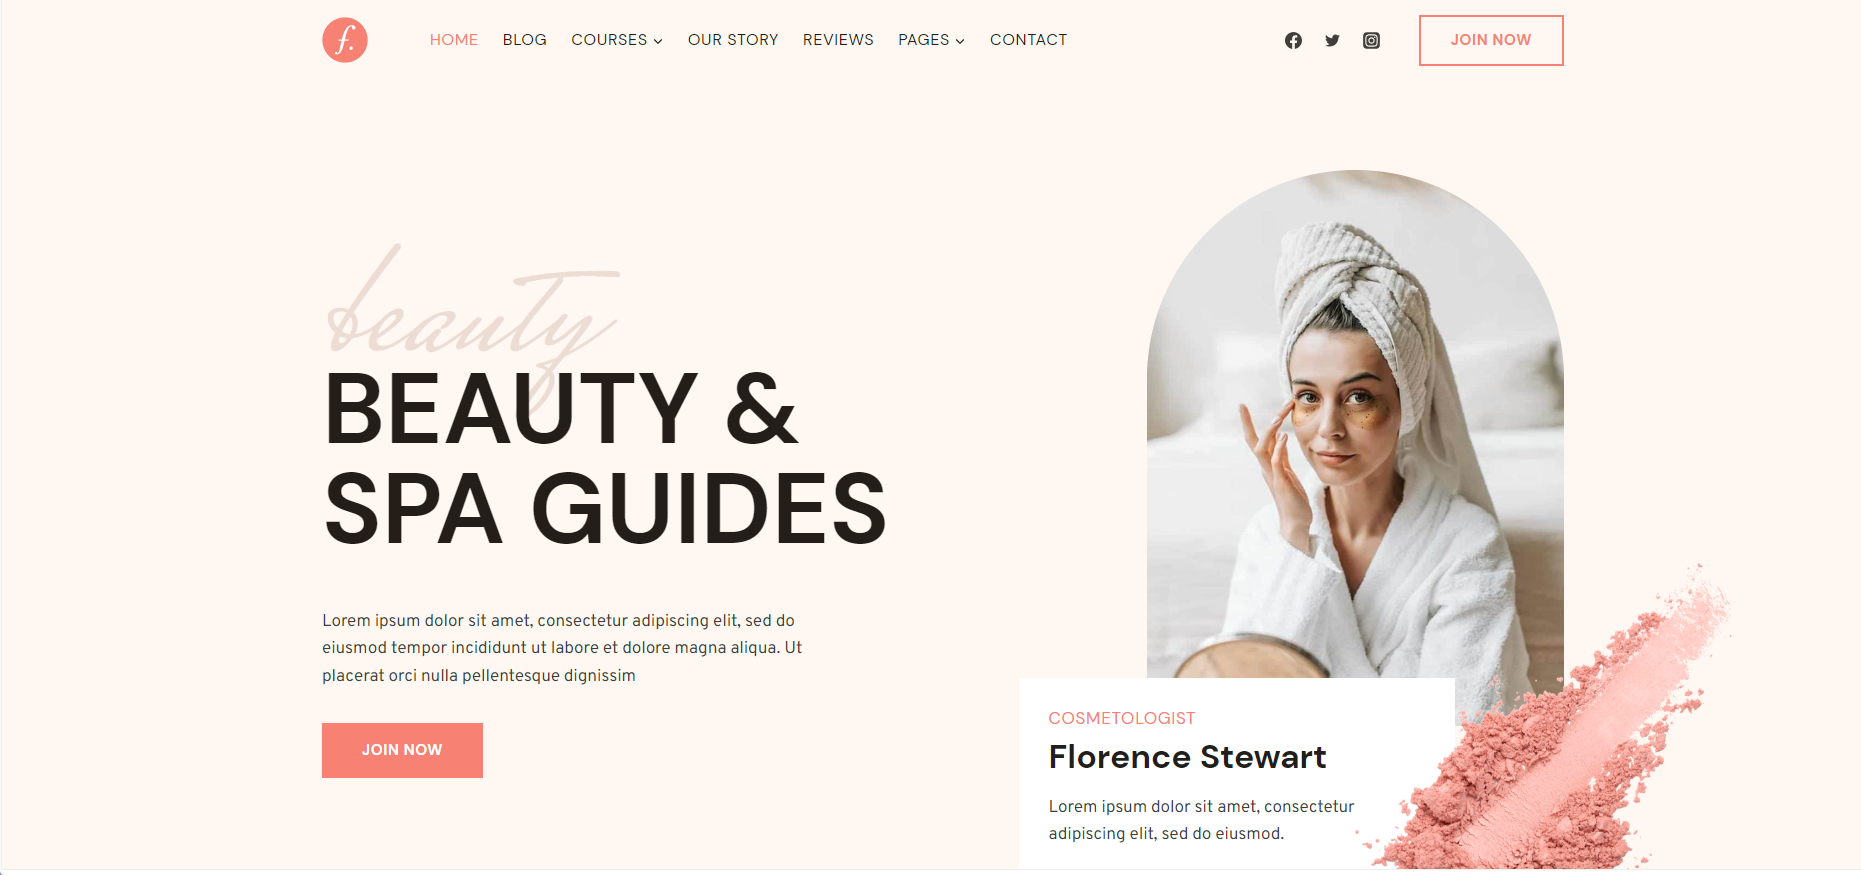 f.
HOME BLOG COURSES OUR STORY REVIEWS PAGES CONTACT JOIN NOW
beauty
BEAUTY &
SPA GUIDES
Lorem ipsum dolor sit amet, consectetur adipiscing elit, sed do
eiusmod tempor incididunt ut labore et dolore magna aliqua. Ut
placerat orci nulla pellentesque dignissim
JOIN NOW
COSMETOLOGIST
Florence Stewart
Lorem ipsum dolor sit amet, consectetur
adipiscing elit, sed do eiusmod.